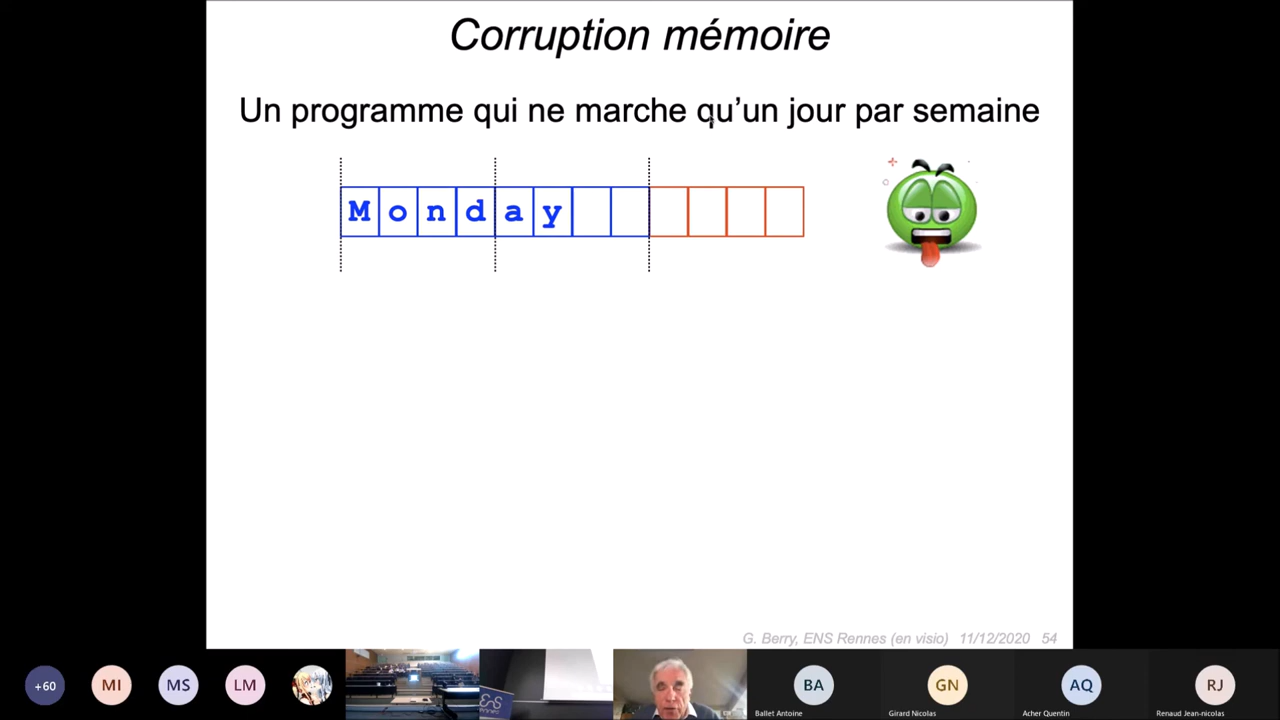 Corruption mémoire
Un programme qui ne marche qu'un jour par semaine
Monday
G. Berry, ENS Rennes (en visio) 11/12/2020 54
+60 MI MS LM BA GN AQ RJ
Ballet Antoine Girard Nicolas Acher Quentin Renaud Jean-nicolas